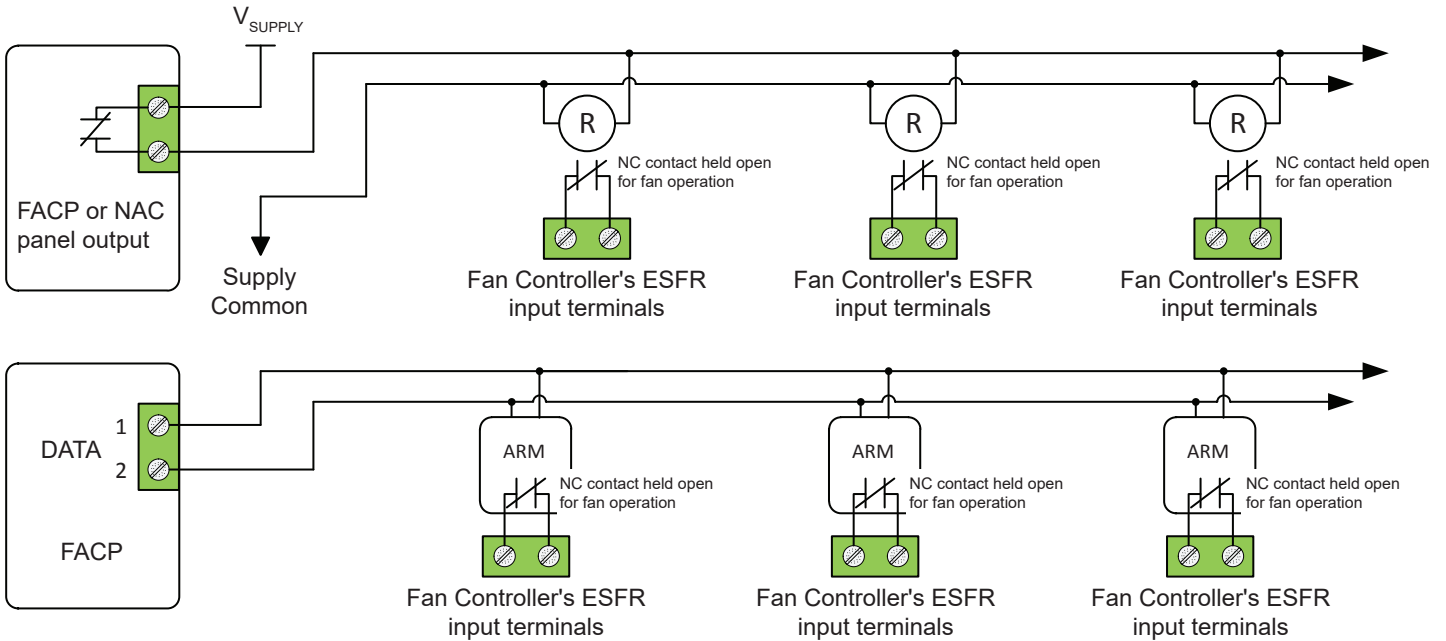 VSUPPLY
FACP or NAC
panel output
Supply
Common
R
NC contact held open
for fan operation
Fan Controller's ESFR
input terminals
R
NC contact held open
for fan operation
Fan Controller's ESFR
input terminals
R
NC contact held open
for fan operation
Fan Controller's ESFR
input terminals
DATA
1
2
FACP
ARM
NC contact held open
for fan operation
Fan Controller's ESFR
input terminals
ARM
NC contact held open
for fan operation
Fan Controller's ESFR
input terminals
ARM
NC contact held open
for fan operation
Fan Controller's ESFR
input terminals